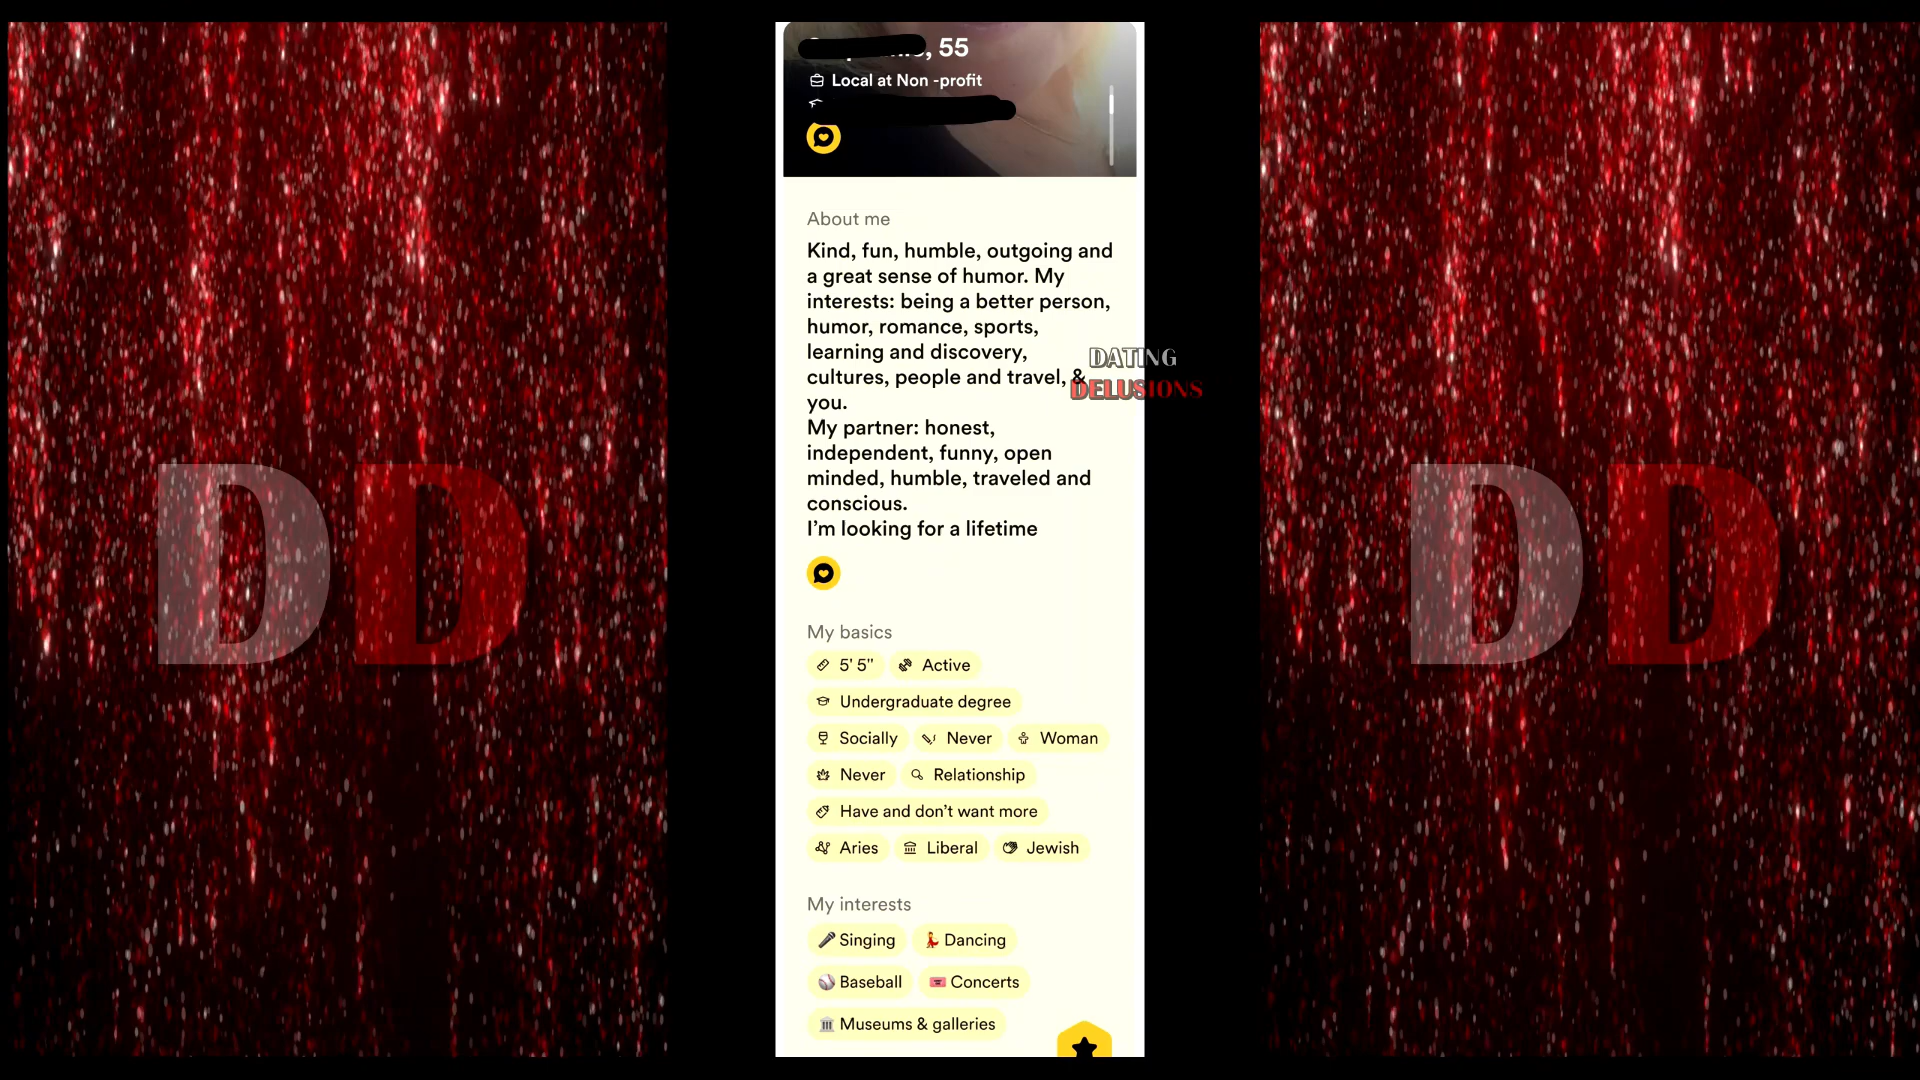 , 55
Local at Non -profit
About me
Kind, fun, humble, outgoing and
a great sense of humor. My
interests: being a better person,
humor, romance, sports,
learning and discovery,
cultures, people and travel, &
you.
My partner: honest,
independent, funny, open
minded, humble, traveled and
conscious.
I’m looking for a lifetime
DATING
DELUSIONS
DD
DD
My basics
5' 5" Active
Undergraduate degree
Socially Never Woman
Never Relationship
Have and don’t want more
Aries Liberal Jewish
My interests
Singing Dancing
Baseball Concerts
Museums & galleries